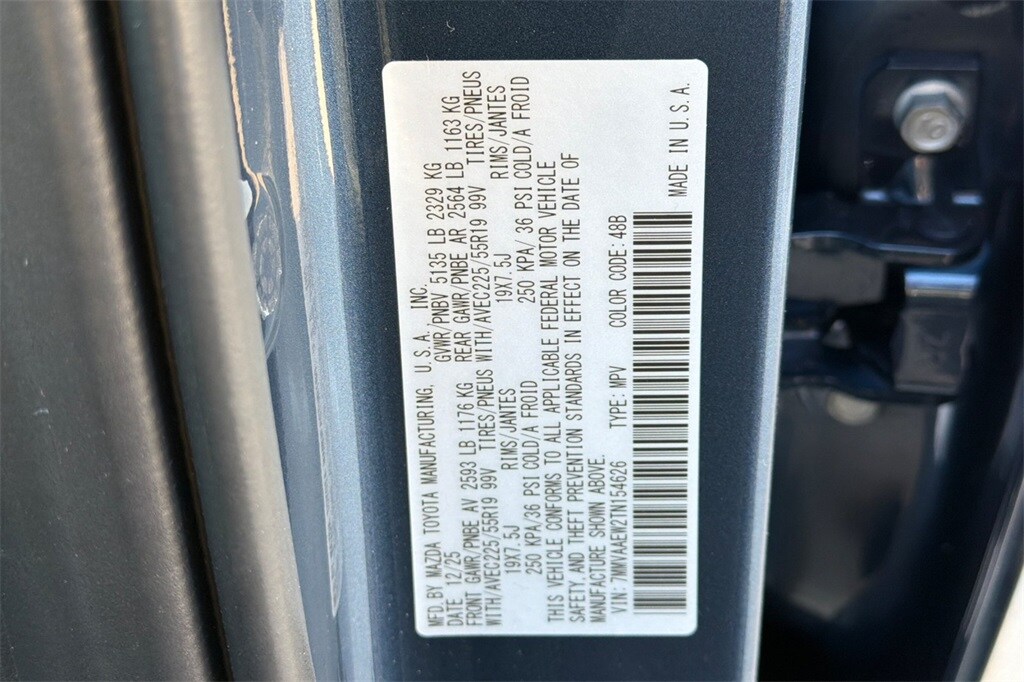 MFD. BY MAZDA TOYOTA MANUFACTURING, U.S.A. INC.
DATE 12/25 GVWR/PNBV 5135 LB 2329 KG
FRONT GAWR/PNBE AV 2593 LB 1176 KG REAR GAWR/PNBE AR 2564 LB 1163 KG
WITH/AVEC225/55R19 99V TIRES/PNEUS WITH/AVEC225/55R19 99V TIRES/PNEUS
19X7.5J RIMS/JANTES 19X7.5J RIMS/JANTES
250 KPA/36 PSI COLD/A FROID 250 KPA/ 36 PSI COLD/A FROID
THIS VEHICLE CONFORMS TO ALL APPLICABLE FEDERAL MOTOR VEHICLE
SAFETY, AND THEFT PREVENTION STANDARDS IN EFFECT ON THE DATE OF
MANUFACTURE SHOWN ABOVE.
VIN: 7MMVAAEW2TN154626 TYPE: MPV COLOR CODE: 48B
MADE IN U.S.A.